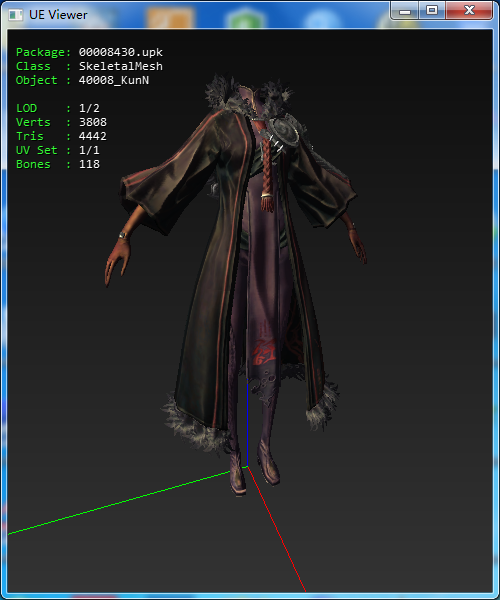 UE Viewer
Package: 00008430.upk
Class : SkeletalMesh
Object : 40008_KunN
LOD : 1/2
Verts : 3808
Tris : 4442
UV Set : 1/1
Bones : 118